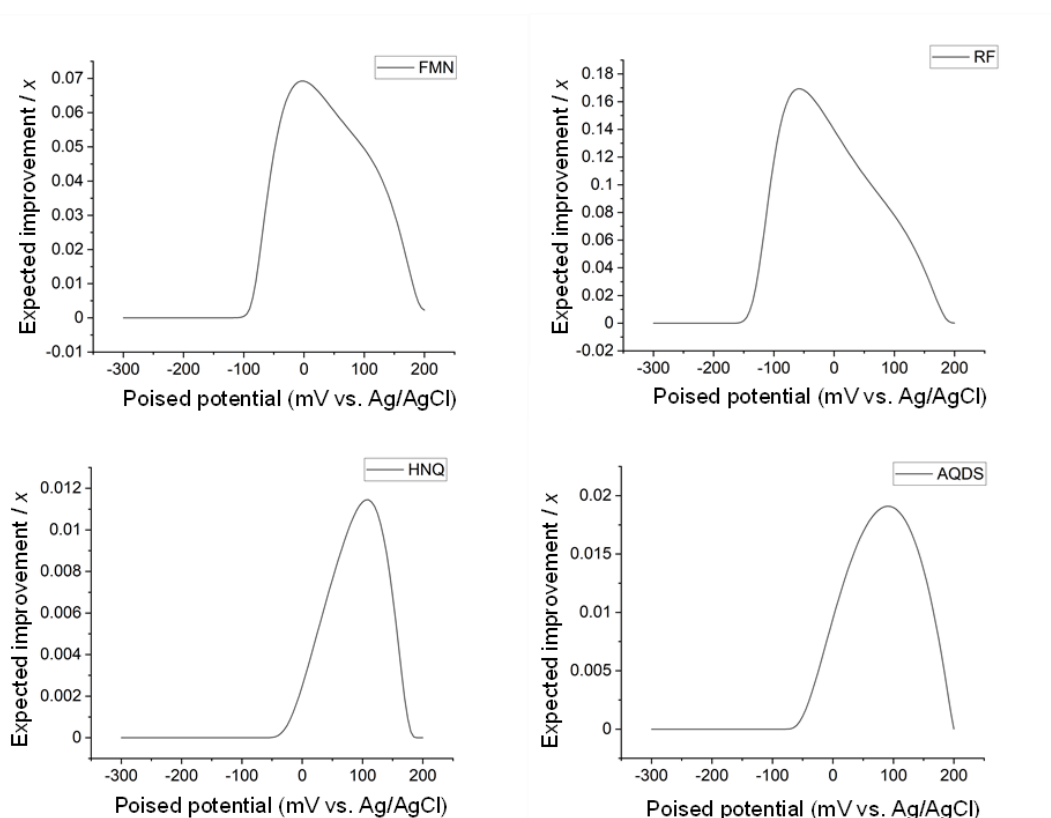 FMN
Expected improvement / x
0.07
0.06
0.05
0.04
0.03
0.02
0.01
0
-0.01
-300 -200 -100 0 100 200
Poised potential (mV vs. Ag/AgCl)
RF
Expected improvement / x
0.18
0.16
0.14
0.12
0.1
0.08
0.06
0.04
0.02
0
-0.02
-300 -200 -100 0 100 200
Poised potential (mV vs. Ag/AgCl)
HNQ
Expected improvement / x
0.012
0.01
0.008
0.006
0.004
0.002
0
-300 -200 -100 0 100 200
Poised potential (mV vs. Ag/AgCl)
AQDS
Expected improvement / x
0.02
0.015
0.01
0.005
0
-300 -200 -100 0 100 200
Poised potential (mV vs. Ag/AgCl)